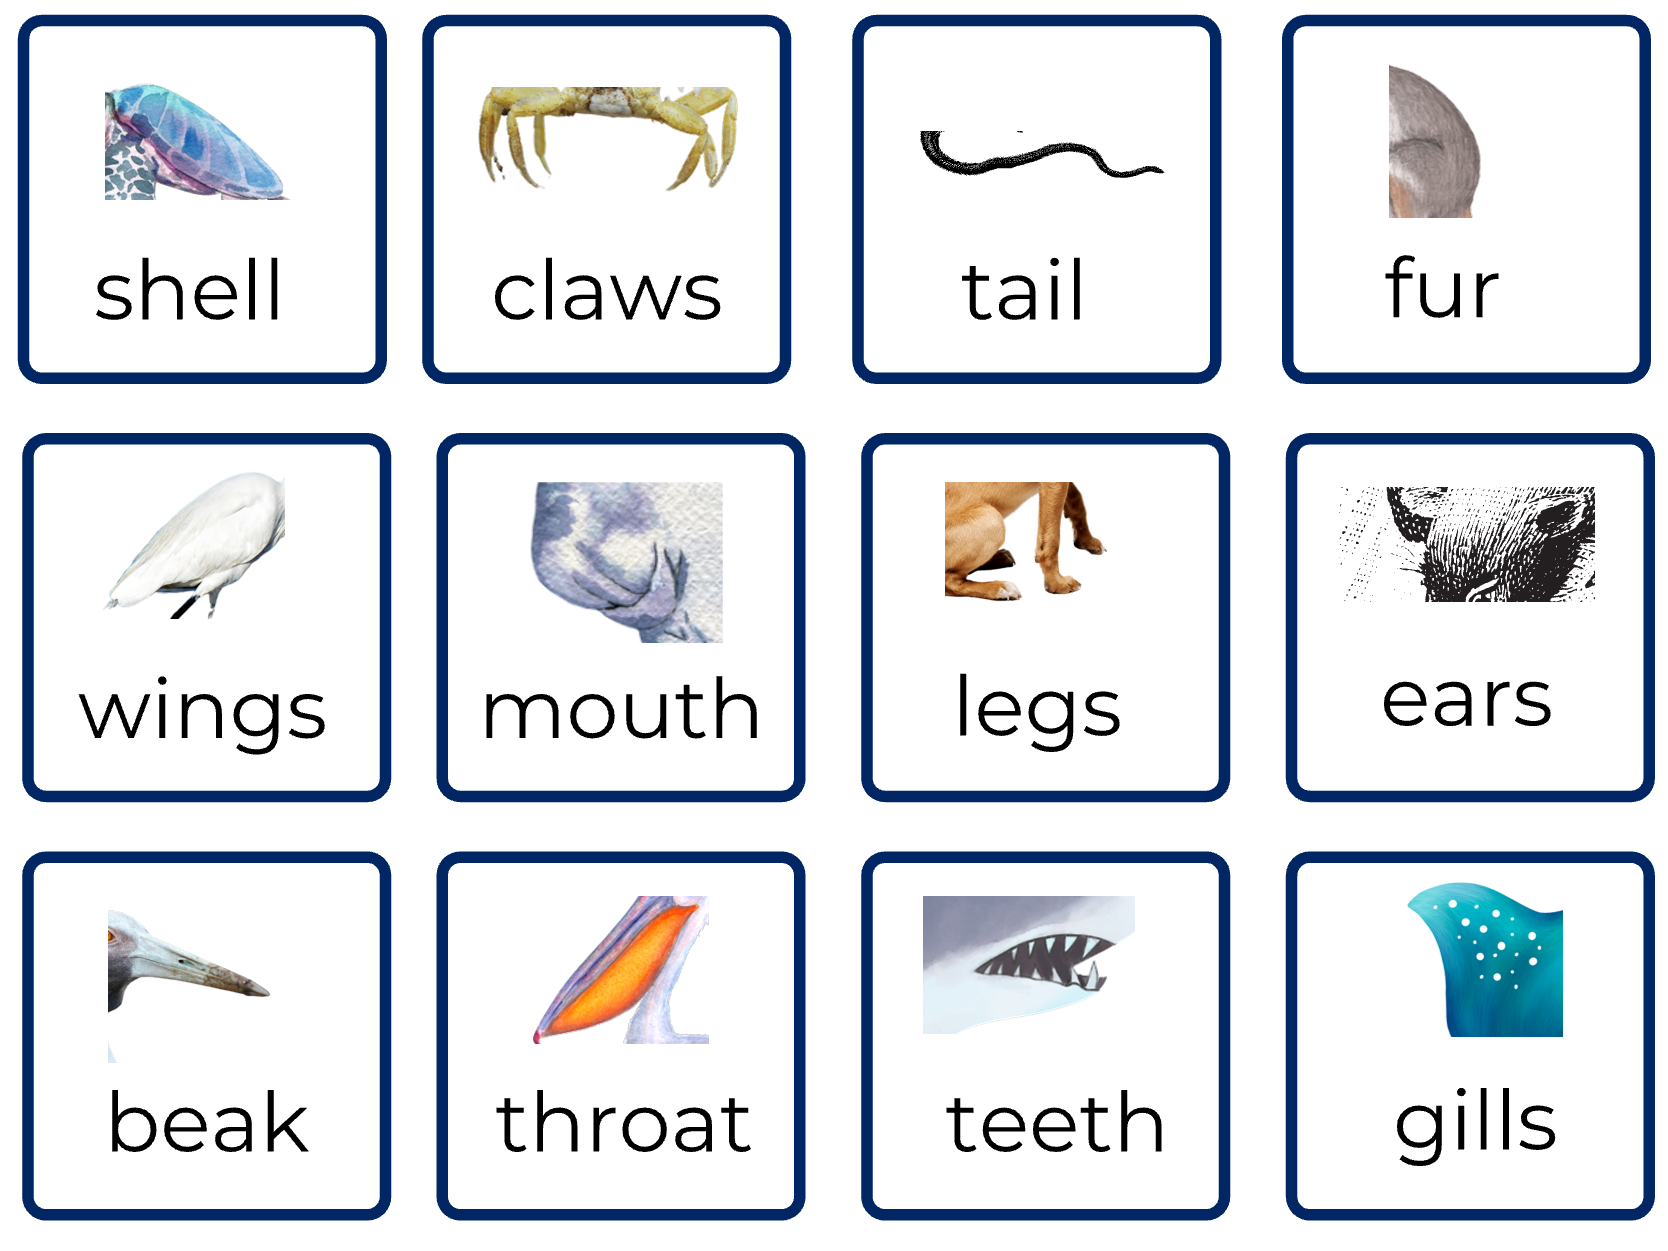 shell
claws
tail
fur
wings
mouth
legs
ears
beak
throat
teeth
gills